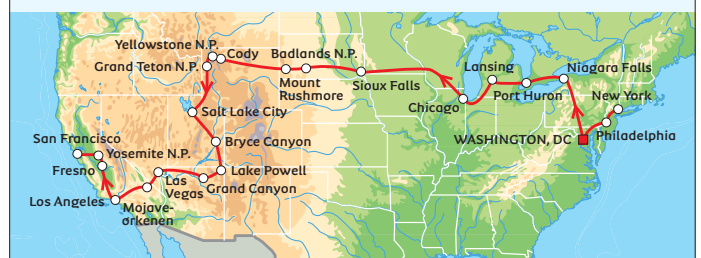 Yellowstone N.P.
Cody
Badlands N.P.
Grand Teton N.P.
Mount
Rushmore
Sioux Falls
Lansing
Niagara Falls
Port Huron
New York
Chicago
Salt Lake City
WASHINGTON, DC
Philadelphia
San Francisco
Yosemite N.P.
Bryce Canyon
Fresno
Las
Vegas
Lake Powell
Grand Canyon
Los Angeles
Mojave-
örkenen